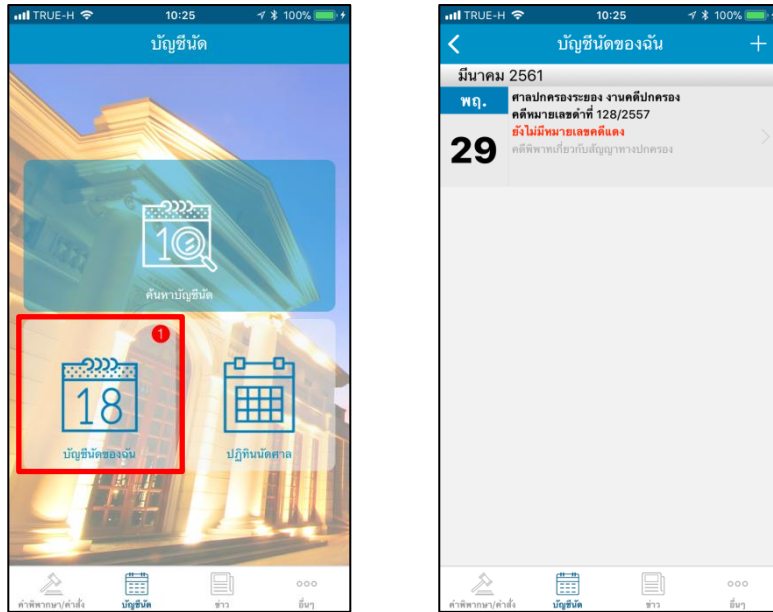 TRUE-H 10:25 100%
บัญชีนัด
10
ค้นหาบัญชีนัด
1
18
บัญชีนัดของฉัน
ปฏิทินนัดศาล
คำพิพากษา/คำสั่ง บัญชีนัด ข่าว อื่นๆ
TRUE-H 10:25 100%
บัญชีนัดของฉัน
มีนาคม 2561
พฤ.
29
ศาลปกครองระยอง งานคดีปกครอง
คดีหมายเลขดำที่ 128/2557
ยังไม่มีหมายเลขคดีแดง
คดีพิพาทเกี่ยวกับสัญญาทางปกครอง
คำพิพากษา/คำสั่ง บัญชีนัด ข่าว อื่นๆ